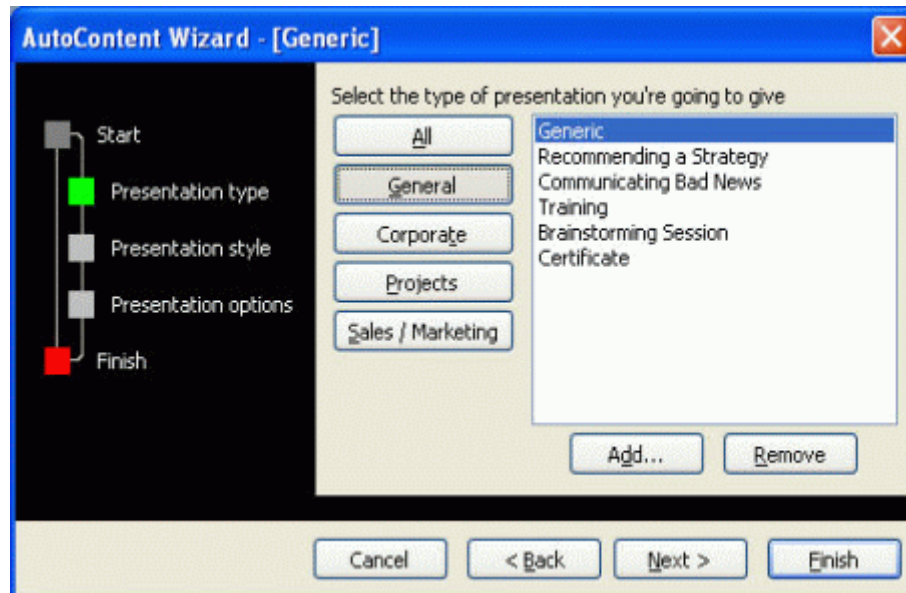 AutoContent Wizard - [Generic]
Start
Presentation type
Presentation style
Presentation options
Finish
Select the type of presentation you're going to give
All
General
Corporate
Projects
Sales / Marketing
Generic
Recommending a Strategy
Communicating Bad News
Training
Brainstorming Session
Certificate
Add...
Remove
Cancel
< Back
Next >
Finish